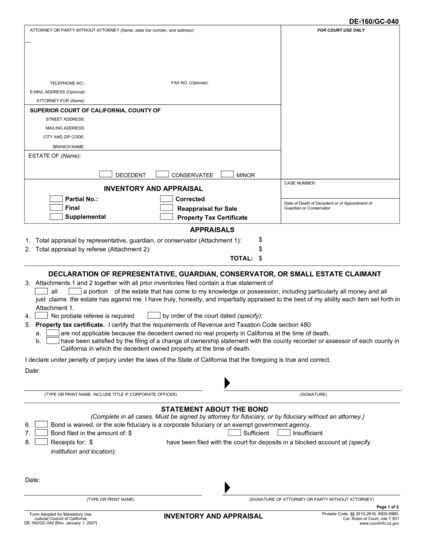 DE-160/GC-040
ATTORNEY OR PARTY WITHOUT ATTORNEY (Name, state bar number, and address):
FOR COURT USE ONLY
TELEPHONE NO.:
FAX NO. (Optional):
E-MAIL ADDRESS (Optional):
ATTORNEY FOR (Name):
SUPERIOR COURT OF CALIFORNIA, COUNTY OF
STREET ADDRESS:
MAILING ADDRESS:
CITY AND ZIP CODE:
BRANCH NAME:
ESTATE OF (Name):
DECEDENT CONSERVATEE MINOR
INVENTORY AND APPRAISAL
Partial No.: Corrected
Final Reappraisal for Sale
Supplemental Property Tax Certificate
CASE NUMBER:
Date of Death of Decedent or of Appointment of
Guardian or Conservator:
APPRAISALS
1. Total appraisal by representative, guardian, or conservator (Attachment 1): $
2. Total appraisal by referee (Attachment 2): $
TOTAL: $
DECLARATION OF REPRESENTATIVE, GUARDIAN, CONSERVATOR, OR SMALL ESTATE CLAIMANT
3. Attachments 1 and 2 together with all prior inventories filed contain a true statement of
all a portion of the estate that has come to my knowledge or possession, including particularly all money and all
just claims the estate has against me. I have truly, honestly, and impartially appraised to the best of my ability each item set forth in
Attachment 1.
4. No probate referee is required by order of the court dated (specify):
5. Property tax certificate. I certify that the requirements of Revenue and Taxation Code section 480
a. are not applicable because the decedent owned no real property in California at the time of death.
b. have been satisfied by the filing of a change of ownership statement with the county recorder or assessor of each county in
California in which the decedent owned property at the time of death.
I declare under penalty of perjury under the laws of the State of California that the foregoing is true and correct.
Date:
(TYPE OR PRINT NAME; INCLUDE TITLE IF CORPORATE OFFICER) (SIGNATURE)
STATEMENT ABOUT THE BOND
(Complete in all cases. Must be signed by attorney for fiduciary, or by fiduciary without an attorney.)
6. Bond is waived, or the sole fiduciary is a corporate fiduciary or an exempt government agency.
7. Bond filed in the amount of: $ Sufficient Insufficient
8. Receipts for: $ have been filed with the court for deposits in a blocked account at (specify
institution and location):
Date:
(TYPE OR PRINT NAME) (SIGNATURE OF ATTORNEY OR PARTY WITHOUT ATTORNEY)
Page 1 of 2
Form Adopted for Mandatory Use
Judicial Council of California
DE-160/GC-040 [Rev. January 1, 2007]
INVENTORY AND APPRAISAL
Probate Code, §§ 2610-2616, 8800-8980;
Cal. Rules of Court, rule 7.501
www.courtinfo.ca.gov